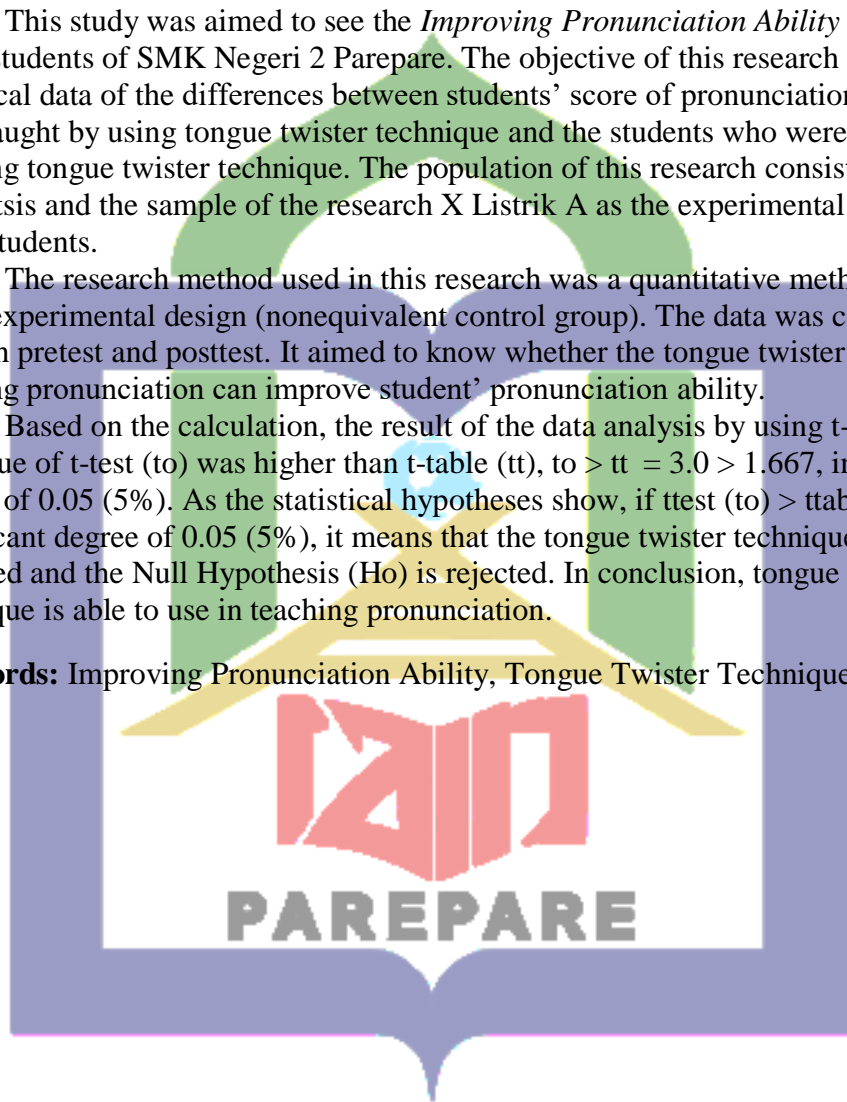 This study was aimed to see the Improving Pronunciation Ability
tudents of SMK Negeri 2 Parepare. The objective of this research
cal data of the differences between students’ score of pronunciation
aught by using tongue twister technique and the students who were
ng tongue twister technique. The population of this research consist
tsis and the sample of the research X Listrik A as the experimental
tudents.
The research method used in this research was a quantitative meth
experimental design (nonequivalent control group). The data was c
n pretest and posttest. It aimed to know whether the tongue twister
ng pronunciation can improve student’ pronunciation ability.
Based on the calculation, the result of the data analysis by using t-
ue of t-test (to) was higher than t-table (tt), to > tt = 3.0 > 1.667, in
of 0.05 (5%). As the statistical hypotheses show, if ttest (to) > ttab
cant degree of 0.05 (5%), it means that the tongue twister technique
ed and the Null Hypothesis (Ho) is rejected. In conclusion, tongue
que is able to use in teaching pronunciation.
ords: Improving Pronunciation Ability, Tongue Twister Technique
iain
PAREPARE